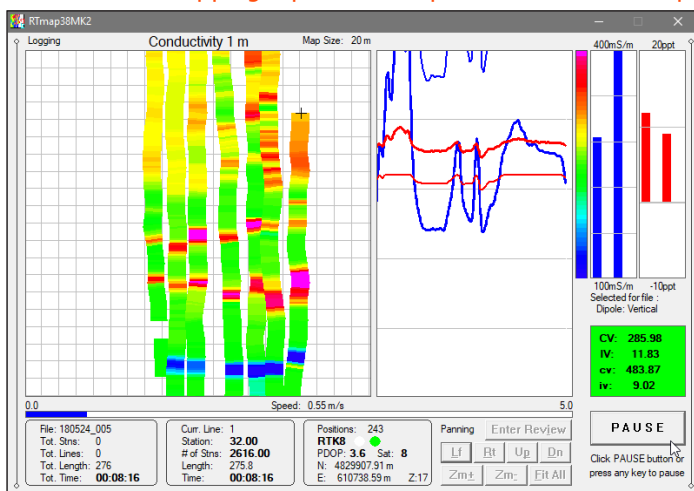 RTmap38MK2
Logging
Conductivity 1 m
Map Size: 20 m
400mS/m
20ppt
100mS/m
-10ppt
Selected for file :
Dipole: Vertical
CV: 285.98
IV: 11.83
cv: 483.87
iv: 9.02
0.0
Speed: 0.55 m/s
5.0
File: 180524_005
Tot. Stns: 0
Tot. Lines: 0
Tot. Length: 276
Tot. Time: 00:08:16
Curr. Line: 1
Station: 32.00
# of Stns: 2616.00
Length: 275.8
Time: 00:08:16
Positions: 243
RTK8
PDOP: 3.6 Sat: 8
N: 4829907.91 m
E: 610738.59 m Z:17
Panning
Enter Review
Lf
Rt
Up
Dn
Zm+
Zm-
Fit All
PAUSE
Click PAUSE button or
press any key to pause